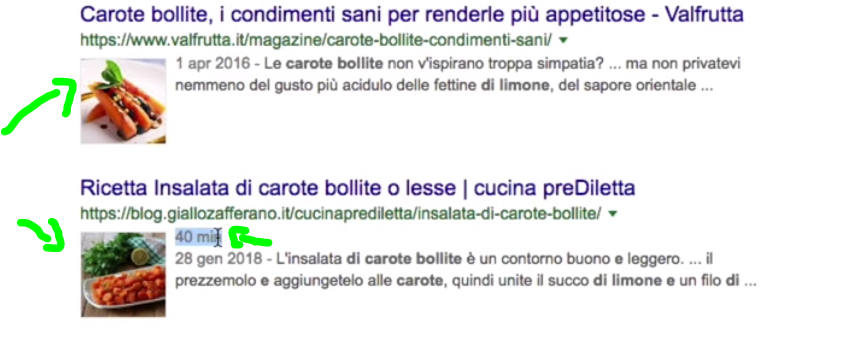 Carote bollite, i condimenti sani per renderle più appetitose - Valfrutta
https://www.valfrutta.it/magazine/carote-bollite-condimenti-sani/
1 apr 2016 - Le carote bollite non v'ispirano troppa simpatia? ... ma non privatevi
nemmeno del gusto più acidulo delle fettine di limone, del sapore orientale ...
Ricetta Insalata di carote bollite o lesse | cucina preDiletta
https://blog.giallozafferano.it/cucinaprediletta/insalata-di-carote-bollite/
40 min
28 gen 2018 - L'insalata di carote bollite è un contorno buono e leggero. ... il
prezzemolo e aggiungetelo alle carote, quindi unite il succo di limone e un filo di ...